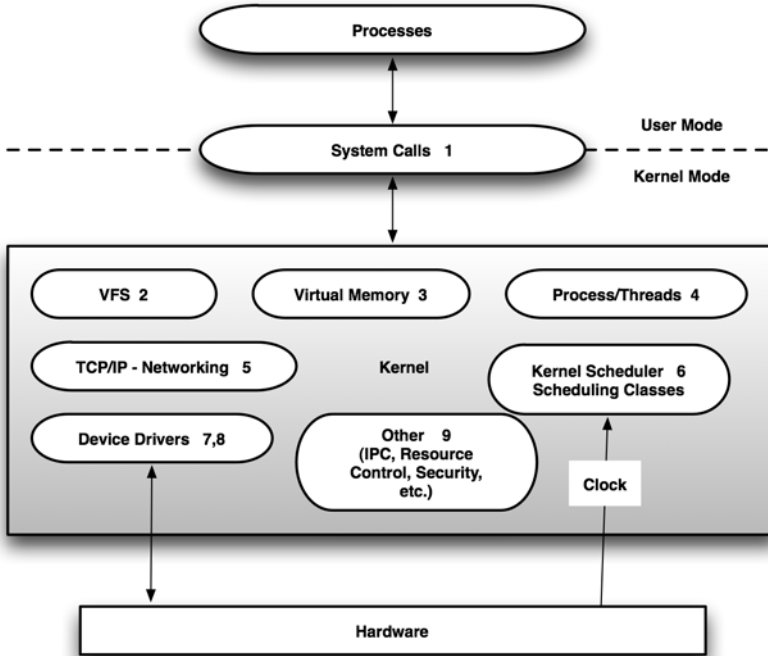 Processes
User Mode
System Calls 1
Kernel Mode
VFS 2
Virtual Memory 3
Process/Threads 4
TCP/IP - Networking 5
Kernel
Kernel Scheduler 6
Scheduling Classes
Device Drivers 7,8
Other 9
(IPC, Resource
Control, Security,
etc.)
Clock
Hardware